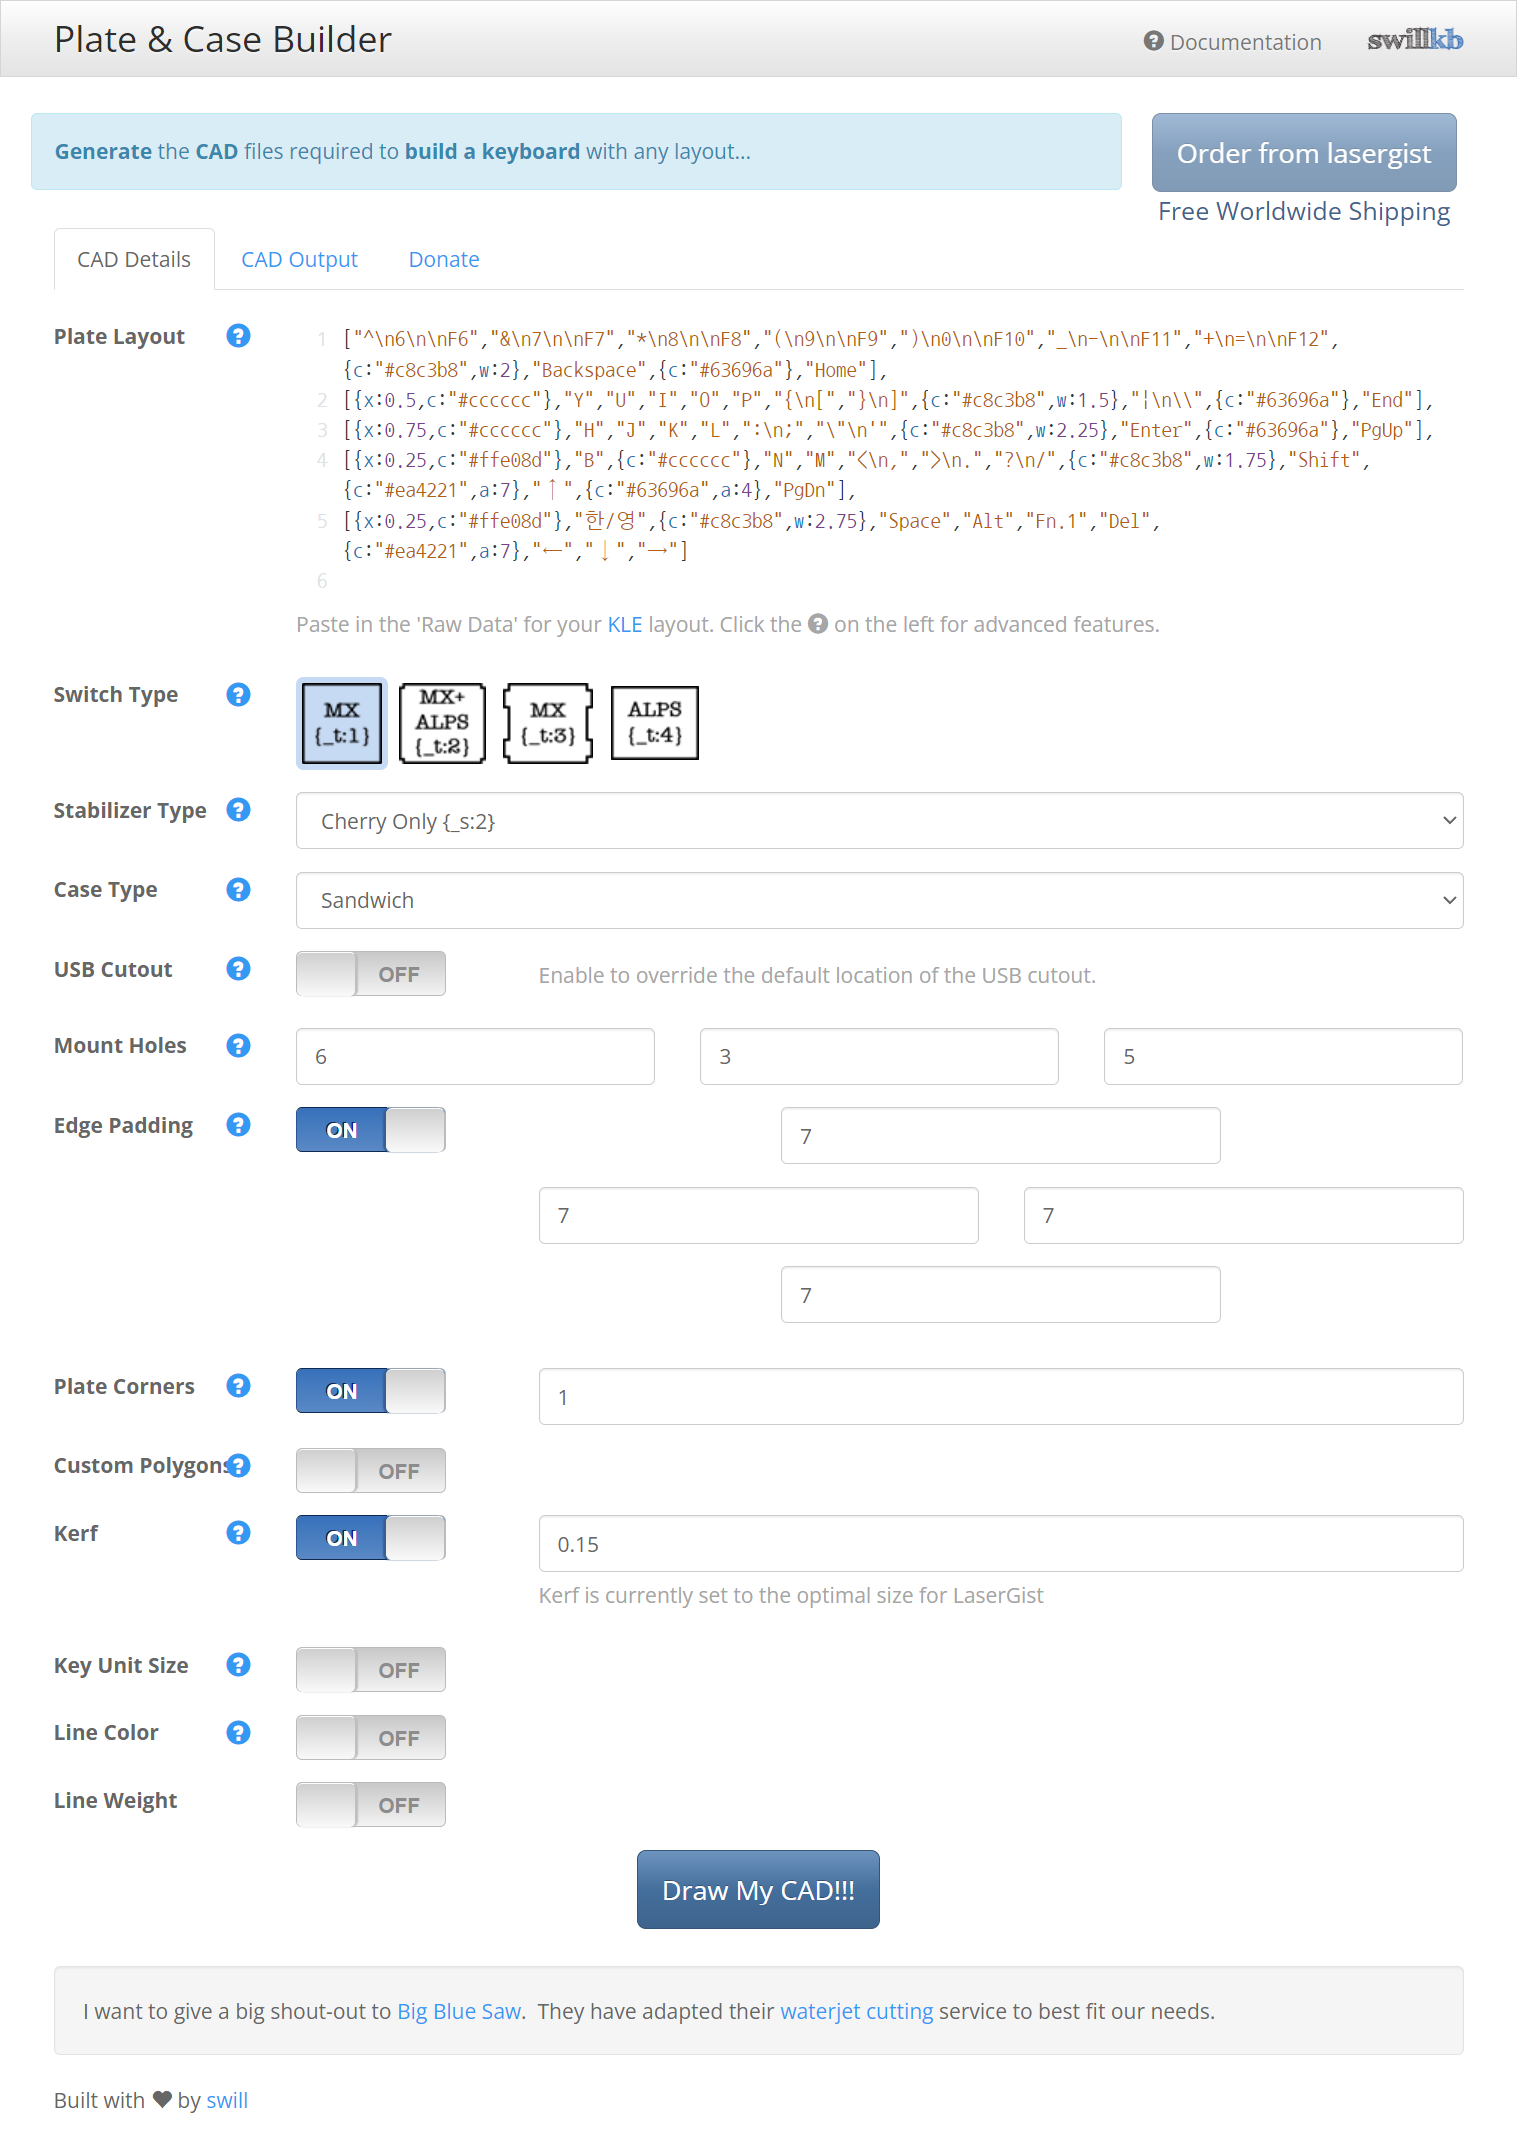 Plate & Case Builder
Documentation
swillkb
Generate the CAD files required to build a keyboard with any layout...
Order from lasergist
Free Worldwide Shipping
CAD Details
CAD Output
Donate
Plate Layout
1 ["^\n6\n\nF6","&\n7\n\nF7","*\n8\n\nF8","(\n9\n\nF9",")\n0\n\nF10","_\n-\n\nF11","+\n=\n\nF12",
{c:"#c8c3b8",w:2},"Backspace",{c:"#63696a"},"Home"],
2 [{x:0.5,c:"#cccccc"},"Y","U","I","O","P","{\n[","}\n]",{c:"#c8c3b8",w:1.5},"|\n\\",{c:"#63696a"},"End"],
3 [{x:0.75,c:"#cccccc"},"H","J","K","L",":\n;","\"\n'",{c:"#c8c3b8",w:2.25},"Enter",{c:"#63696a"},"PgUp"],
4 [{x:0.25,c:"#ffe08d"},"B",{c:"#cccccc"},"N","M","<\n,",">\n.","?\n/",{c:"#c8c3b8",w:1.75},"Shift",
{c:"#ea4221",a:7},"↑",{c:"#63696a",a:4},"PgDn"],
5 [{x:0.25,c:"#ffe08d"},"한/영",{c:"#c8c3b8",w:2.75},"Space","Alt","Fn.1","Del",
{c:"#ea4221",a:7},"←","↓","→"]
6
Paste in the 'Raw Data' for your KLE layout. Click the ? on the left for advanced features.
Switch Type
MX {_t:1}
MX+ ALPS {_t:2}
MX {_t:3}
ALPS {_t:4}
Stabilizer Type
Cherry Only {_s:2}
Case Type
Sandwich
USB Cutout
OFF
Enable to override the default location of the USB cutout.
Mount Holes
6
3
5
Edge Padding
ON
7
7
7
7
Plate Corners
ON
1
Custom Polygons
OFF
Kerf
ON
0.15
Kerf is currently set to the optimal size for LaserGist
Key Unit Size
OFF
Line Color
OFF
Line Weight
OFF
Draw My CAD!!!
I want to give a big shout-out to Big Blue Saw. They have adapted their waterjet cutting service to best fit our needs.
Built with ♥ by swill